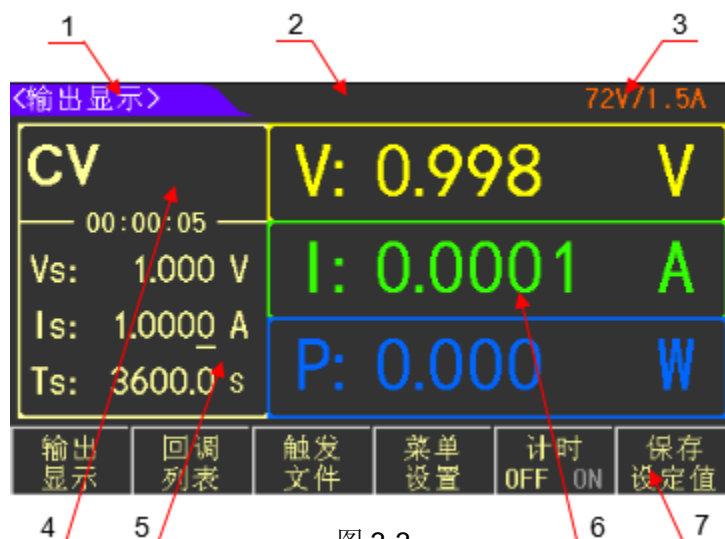 1 2 3
<输出显示> 72V/1.5A
CV
00:00:05
Vs: 1.000 V
Is: 1.0000 A
Ts: 3600.0 s
V: 0.998 V
I: 0.0001 A
P: 0.000 W
输出
显示
回调
列表
触发
文件
菜单
设置
计时
OFF ON
保存
设定值
4 5 6 7